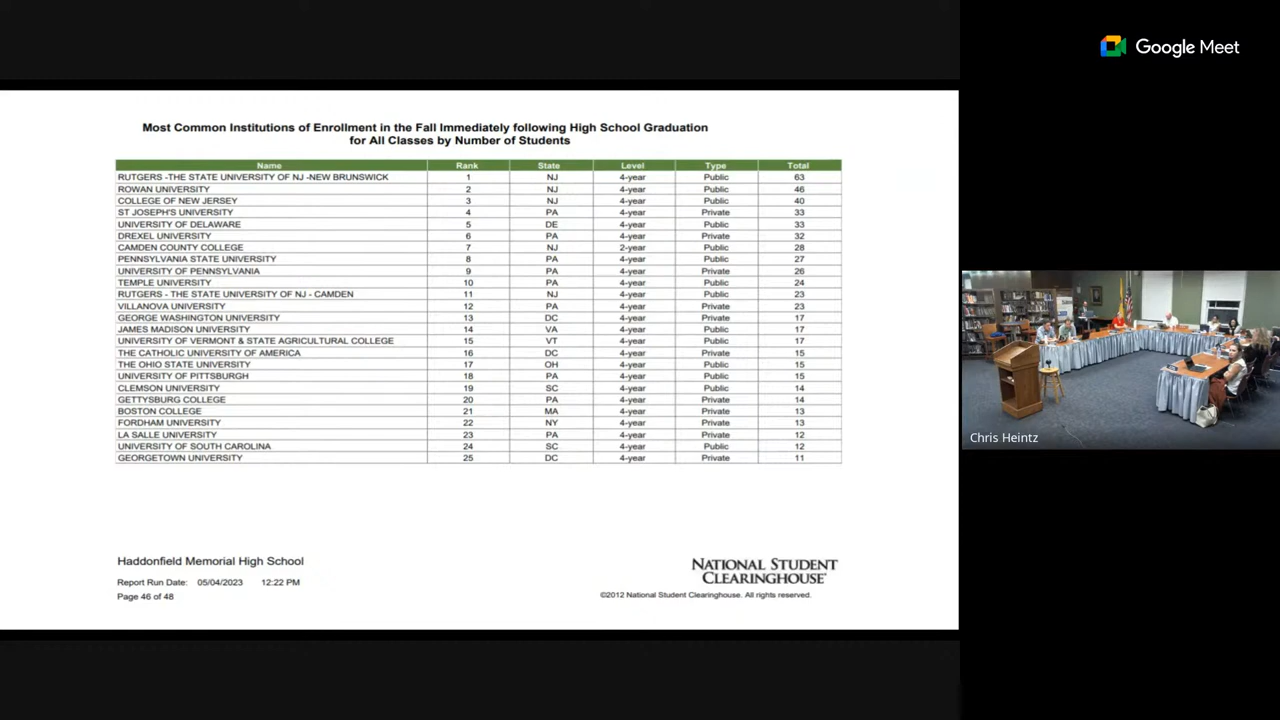 Google Meet
Most Common Institutions of Enrollment in the Fall Immediately following High School Graduation
for All Classes by Number of Students
Name Rank State Level Type Total
RUTGERS -THE STATE UNIVERSITY OF NJ -NEW BRUNSWICK 1 NJ 4-year Public 63
ROWAN UNIVERSITY 2 NJ 4-year Public 46
COLLEGE OF NEW JERSEY 3 NJ 4-year Public 40
ST JOSEPH'S UNIVERSITY 4 PA 4-year Private 33
UNIVERSITY OF DELAWARE 5 DE 4-year Public 33
DREXEL UNIVERSITY 6 PA 4-year Private 32
CAMDEN COUNTY COLLEGE 7 NJ 2-year Public 28
PENNSYLVANIA STATE UNIVERSITY 8 PA 4-year Public 27
UNIVERSITY OF PENNSYLVANIA 9 PA 4-year Private 26
TEMPLE UNIVERSITY 10 PA 4-year Public 24
RUTGERS - THE STATE UNIVERSITY OF NJ - CAMDEN 11 NJ 4-year Public 23
VILLANOVA UNIVERSITY 12 PA 4-year Private 23
GEORGE WASHINGTON UNIVERSITY 13 DC 4-year Private 17
JAMES MADISON UNIVERSITY 14 VA 4-year Public 17
UNIVERSITY OF VERMONT & STATE AGRICULTURAL COLLEGE 15 VT 4-year Public 17
THE CATHOLIC UNIVERSITY OF AMERICA 16 DC 4-year Private 15
THE OHIO STATE UNIVERSITY 17 OH 4-year Public 15
UNIVERSITY OF PITTSBURGH 18 PA 4-year Public 15
CLEMSON UNIVERSITY 19 SC 4-year Public 14
GETTYSBURG COLLEGE 20 PA 4-year Private 14
BOSTON COLLEGE 21 MA 4-year Private 13
FORDHAM UNIVERSITY 22 NY 4-year Private 13
LA SALLE UNIVERSITY 23 PA 4-year Private 12
UNIVERSITY OF SOUTH CAROLINA 24 SC 4-year Public 12
GEORGETOWN UNIVERSITY 25 DC 4-year Private 11
Chris Heintz
Haddonfield Memorial High School
Report Run Date: 05/04/2023 12:22 PM
Page 46 of 48
NATIONAL STUDENT
CLEARINGHOUSE
©2012 National Student Clearinghouse. All rights reserved.